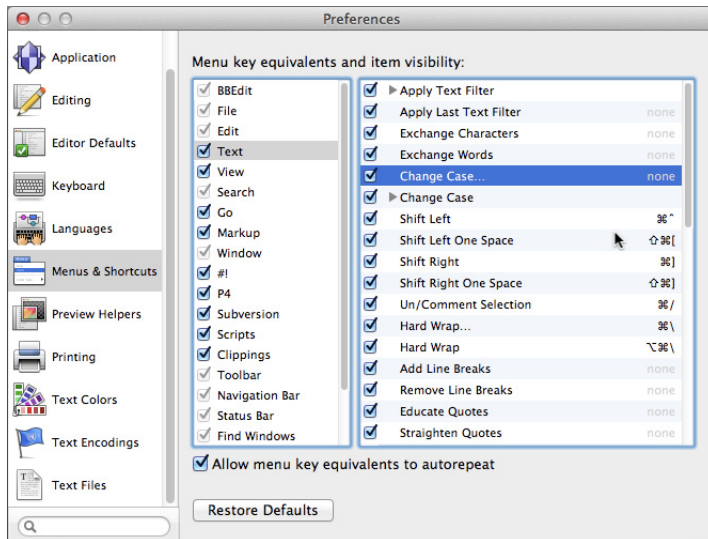 Preferences
Application
Editing
Editor Defaults
Keyboard
Languages
Menus & Shortcuts
Preview Helpers
Printing
Text Colors
Text Encodings
Text Files
Menu key equivalents and item visibility:
BBEdit
File
Edit
Text
View
Search
Go
Markup
Window
#!
P4
Subversion
Scripts
Clippings
Toolbar
Navigation Bar
Status Bar
Find Windows
Apply Text Filter
Apply Last Text Filter none
Exchange Characters none
Exchange Words none
Change Case... none
Change Case
Shift Left ⌘ˆ
Shift Left One Space ⇧⌘[
Shift Right ⌘]
Shift Right One Space ⇧⌘]
Un/Comment Selection ⌘/
Hard Wrap... ⌘\
Hard Wrap ⌥⌘\
Add Line Breaks none
Remove Line Breaks none
Educate Quotes none
Straighten Quotes none
Allow menu key equivalents to autorepeat
Restore Defaults